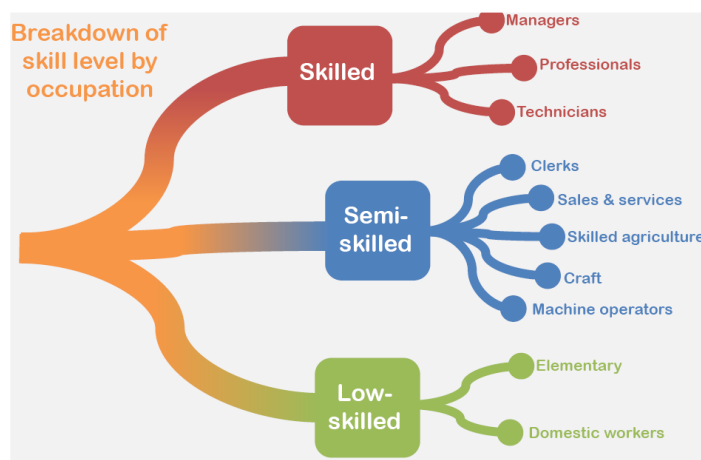 Breakdown of
skill level by
occupation
Skilled
Managers
Professionals
Technicians
Semi-
skilled
Clerks
Sales & services
Skilled agriculture
Craft
Machine operators
Low-
skilled
Elementary
Domestic workers